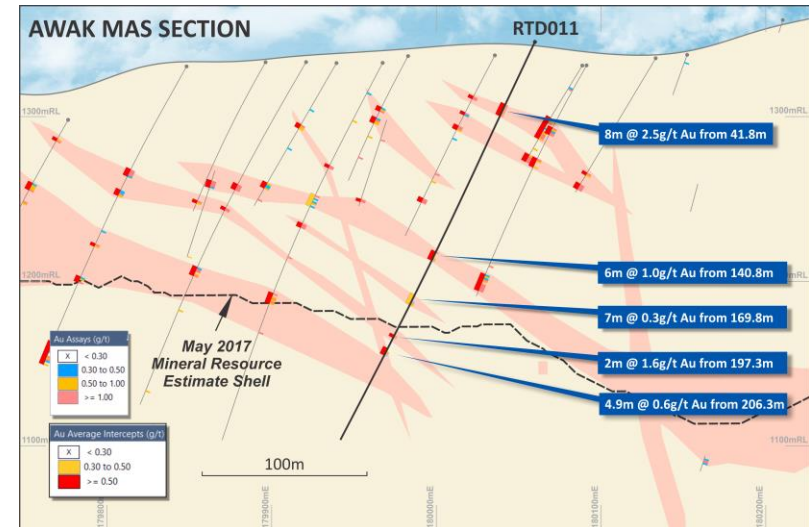 AWAK MAS SECTION
RTD011
1300mRL
1300mRL
8m @ 2.5g/t Au from 41.8m
1200mRL
1200mRL
6m @ 1.0g/t Au from 140.8m
7m @ 0.3g/t Au from 169.8m
2m @ 1.6g/t Au from 197.3m
4.9m @ 0.6g/t Au from 206.3m
May 2017
Mineral Resource
Estimate Shell
Au Assays (g/t)
X < 0.30
0.30 to 0.50
0.50 to 1.00
>= 1.00
Au Average Intercepts (g/t)
X < 0.30
0.30 to 0.50
>= 0.50
1100mRL
1100mRL
100m
179800mE
179900mE
180000mE
180100mE
180200mE